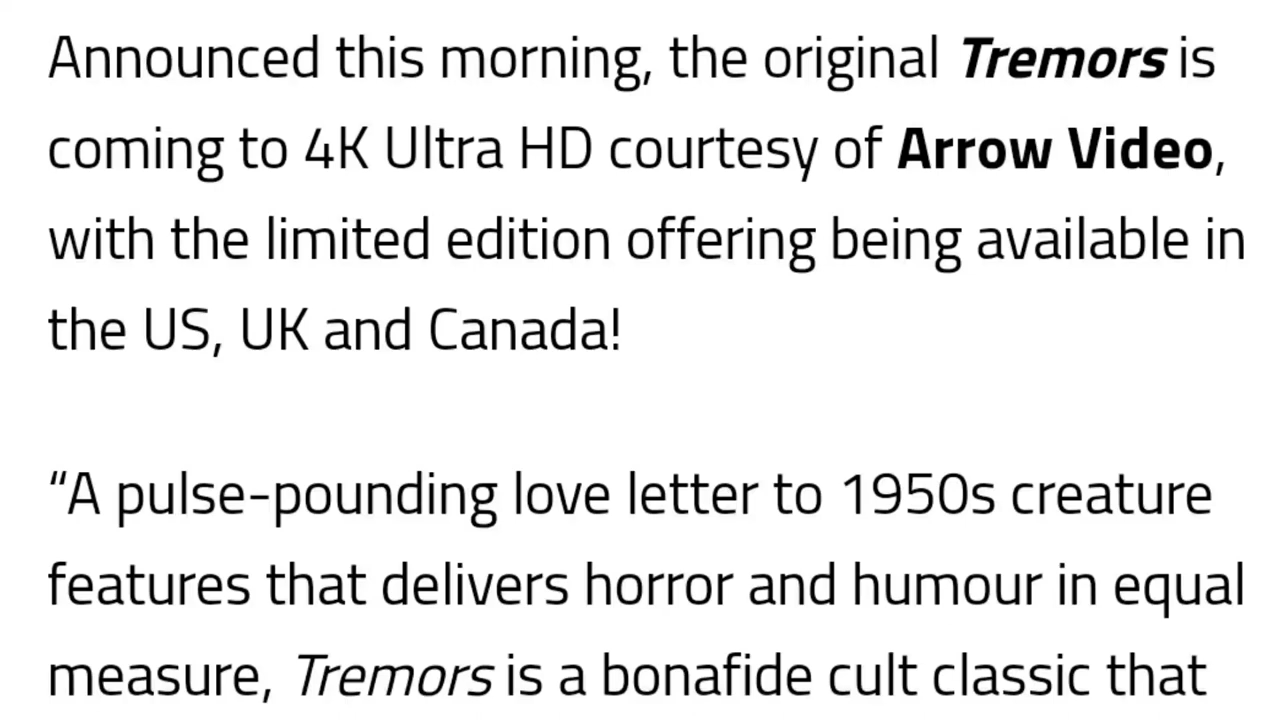 Announced this morning, the original Tremors is
coming to 4K Ultra HD courtesy of Arrow Video,
with the limited edition offering being available in
the US, UK and Canada!
“A pulse-pounding love letter to 1950s creature
features that delivers horror and humour in equal
measure, Tremors is a bonafide cult classic that